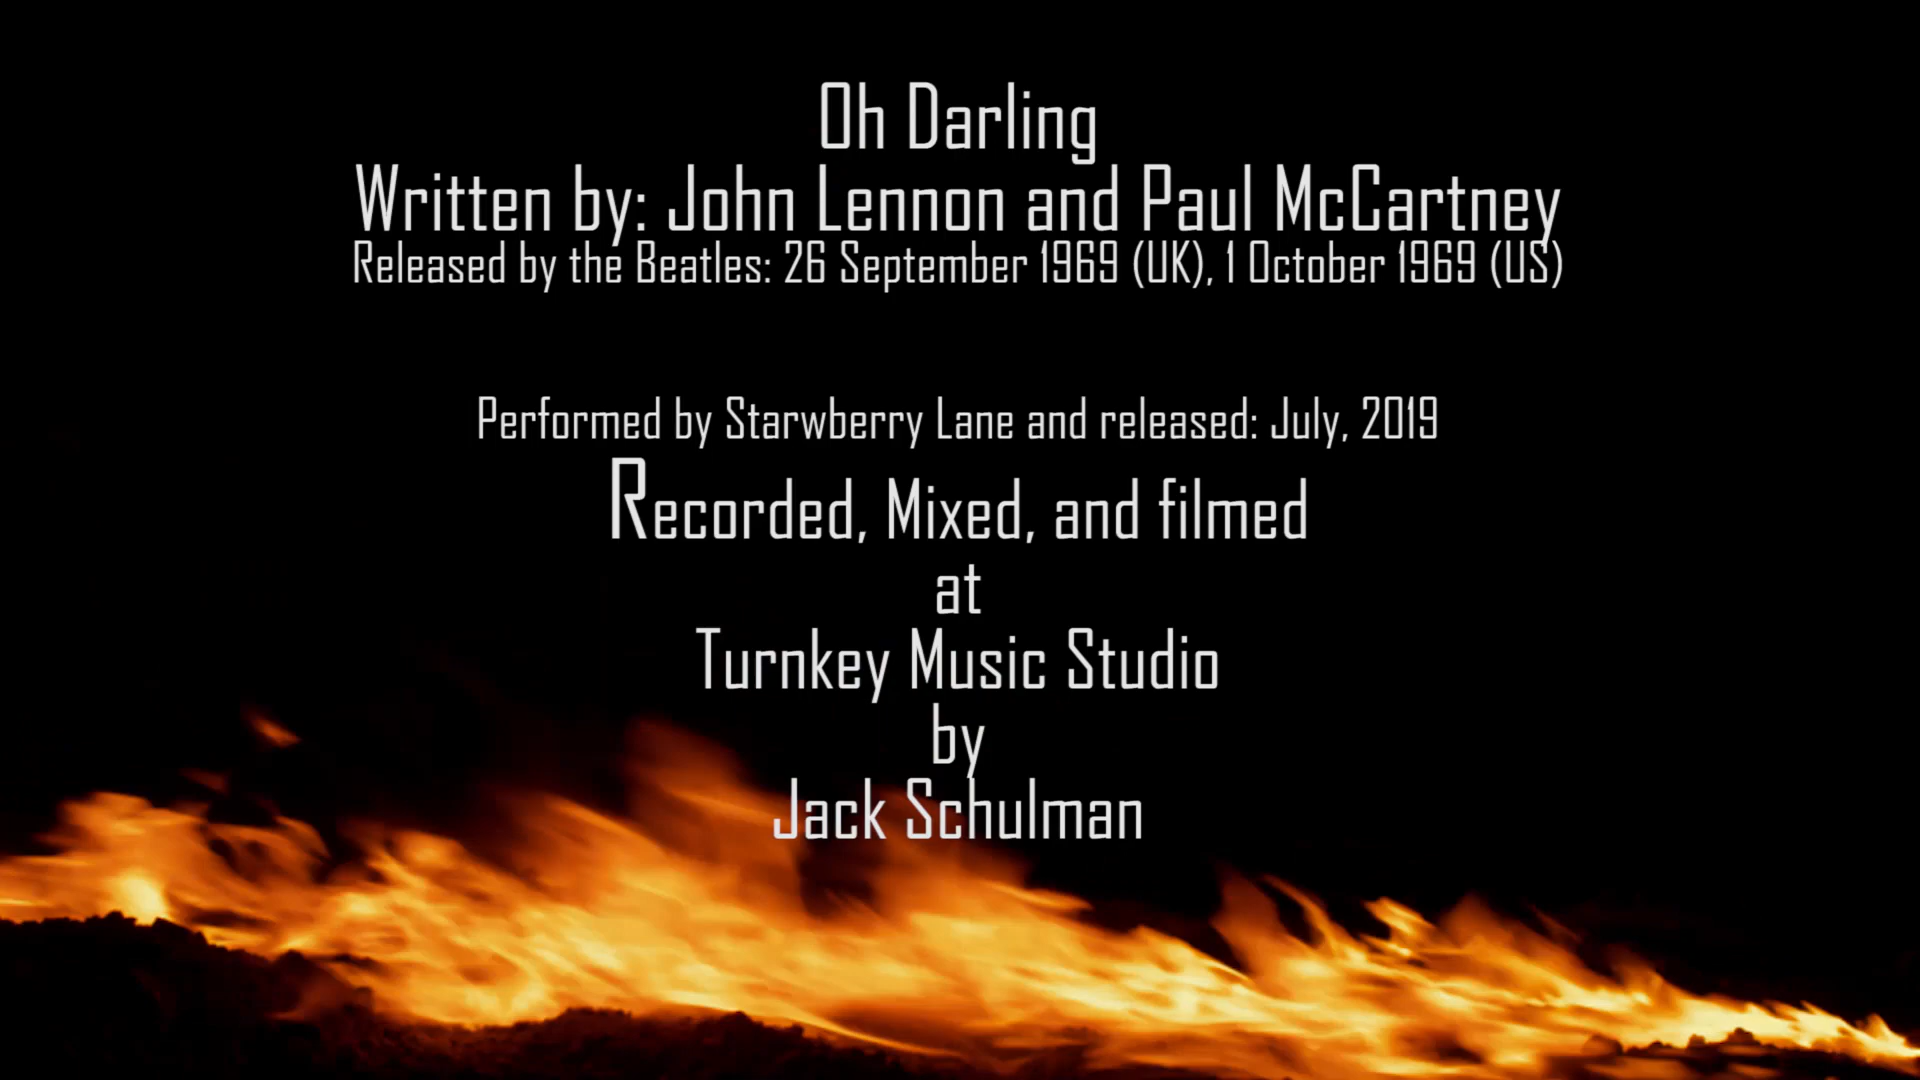 Oh Darling
Written by: John Lennon and Paul McCartney
Released by the Beatles: 26 September 1969 (UK), 1 October 1969 (US)
Performed by Starwberry Lane and released: July, 2019
Recorded, Mixed, and filmed
at
Turnkey Music Studio
by
Jack Schulman